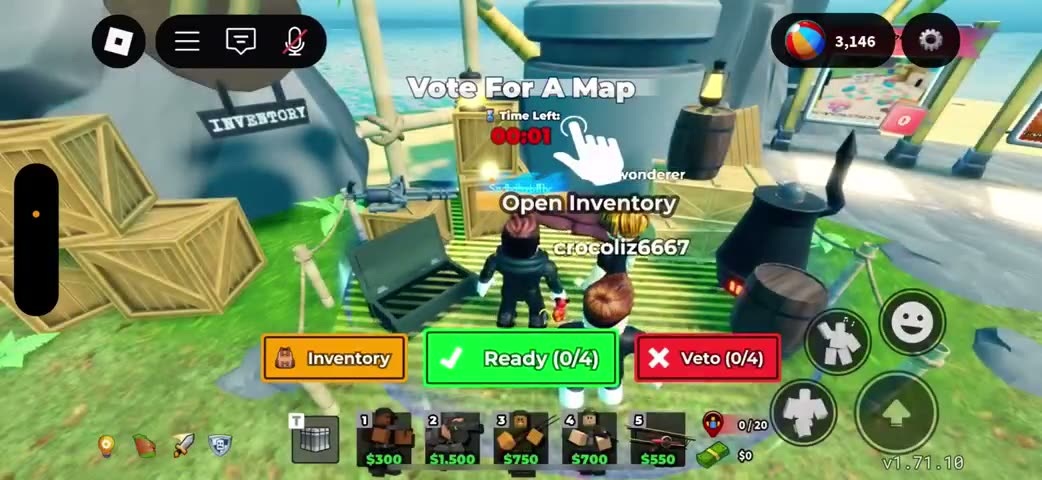 3,146
Vote For A Map
INVENTORY
Time Left:
00:01
0
wonderer
Open Inventory
crocoliz6667
Inventory
Ready (0/4)
Veto (0/4)
T
1
2
3
4
5
$300
$1,500
$750
$700
$550
0/20
$0
v1.71.10